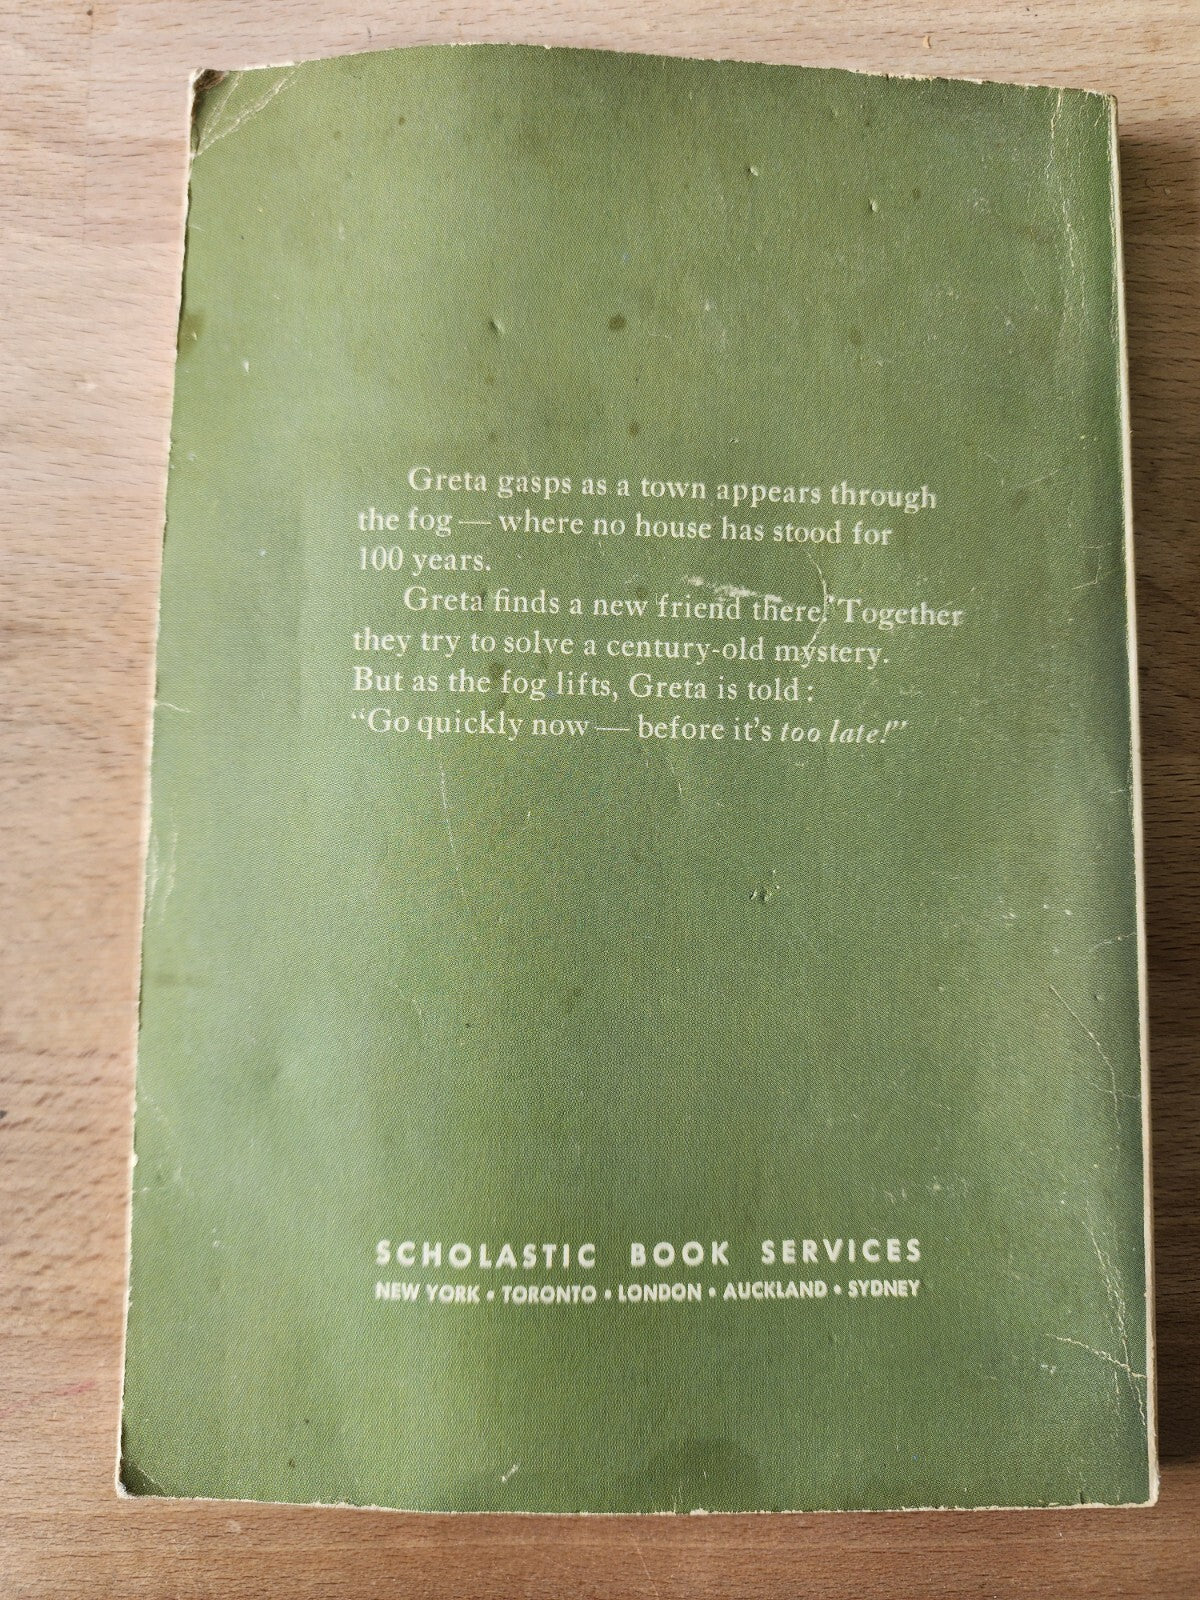 Greta gasps as a town appears through
the fog — where no house has stood for
100 years.
Greta finds a new friend there. Together
they try to solve a century-old mystery.
But as the fog lifts, Greta is told:
“Go quickly now — before it’s too late!”
SCHOLASTIC BOOK SERVICES
NEW YORK • TORONTO • LONDON • AUCKLAND • SYDNEY